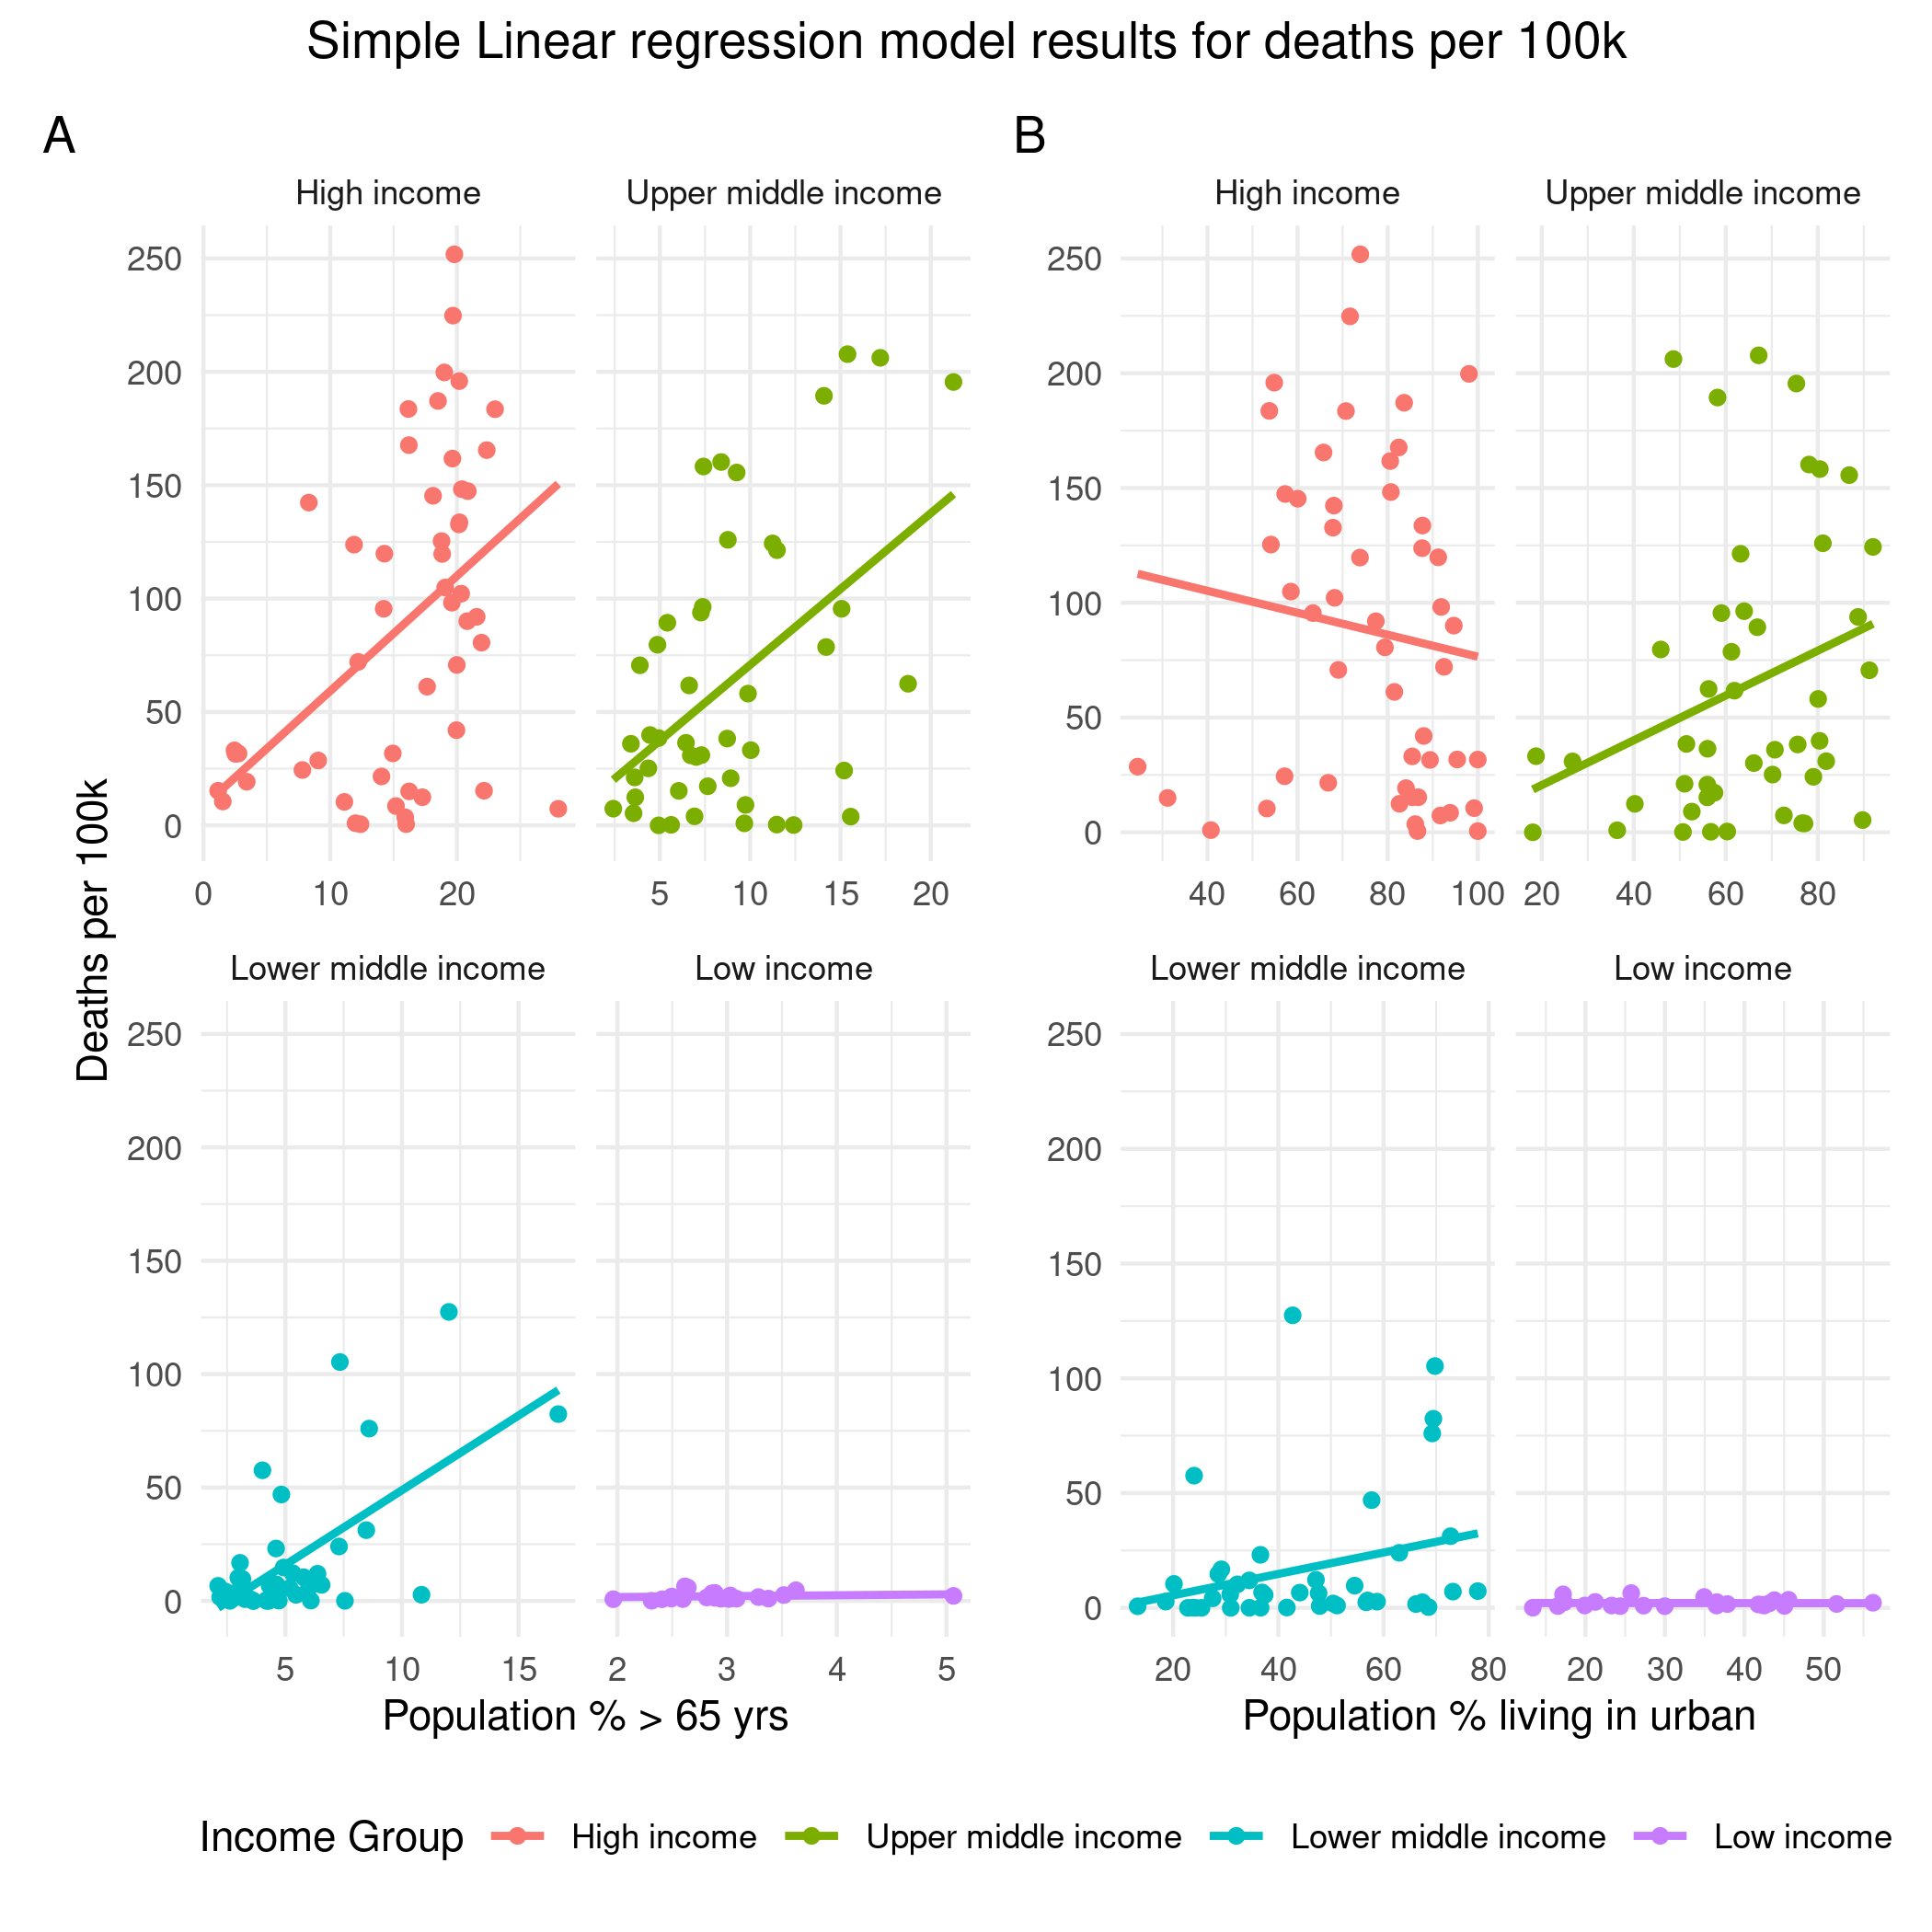 Simple Linear regression model results for deaths per 100k
A
B
High income
Upper middle income
High income
Upper middle income
250
200
150
100
50
0
250
200
150
100
50
0
0 10 20
5 10 15 20
40 60 80 100
20 40 60 80
Deaths per 100k
Lower middle income
Low income
Lower middle income
Low income
250
200
150
100
50
0
250
200
150
100
50
0
5 10 15
2 3 4 5
20 40 60 80
20 30 40 50
Population % > 65 yrs
Population % living in urban
Income Group High income Upper middle income Lower middle income Low income